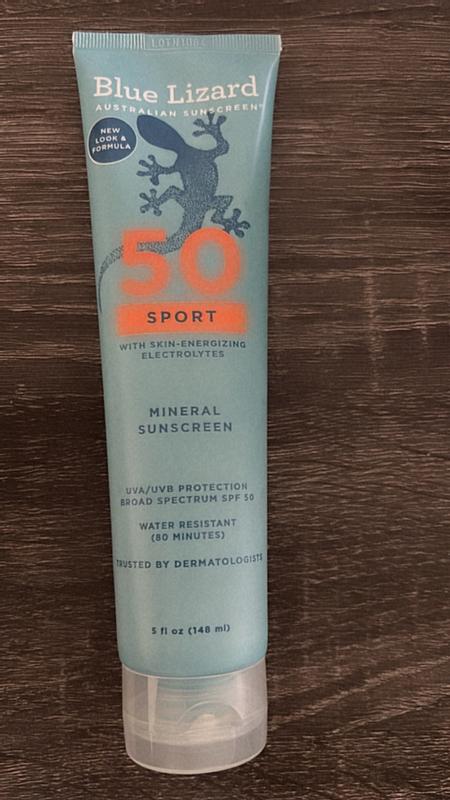 Blue Lizard
AUSTRALIAN SUNSCREEN®
NEW
LOOK &
FORMULA
50
SPORT
WITH SKIN-ENERGIZING
ELECTROLYTES
MINERAL
SUNSCREEN
UVA/UVB PROTECTION
BROAD SPECTRUM SPF 50
WATER RESISTANT
(80 MINUTES)
TRUSTED BY DERMATOLOGISTS
5 fl oz (148 ml)